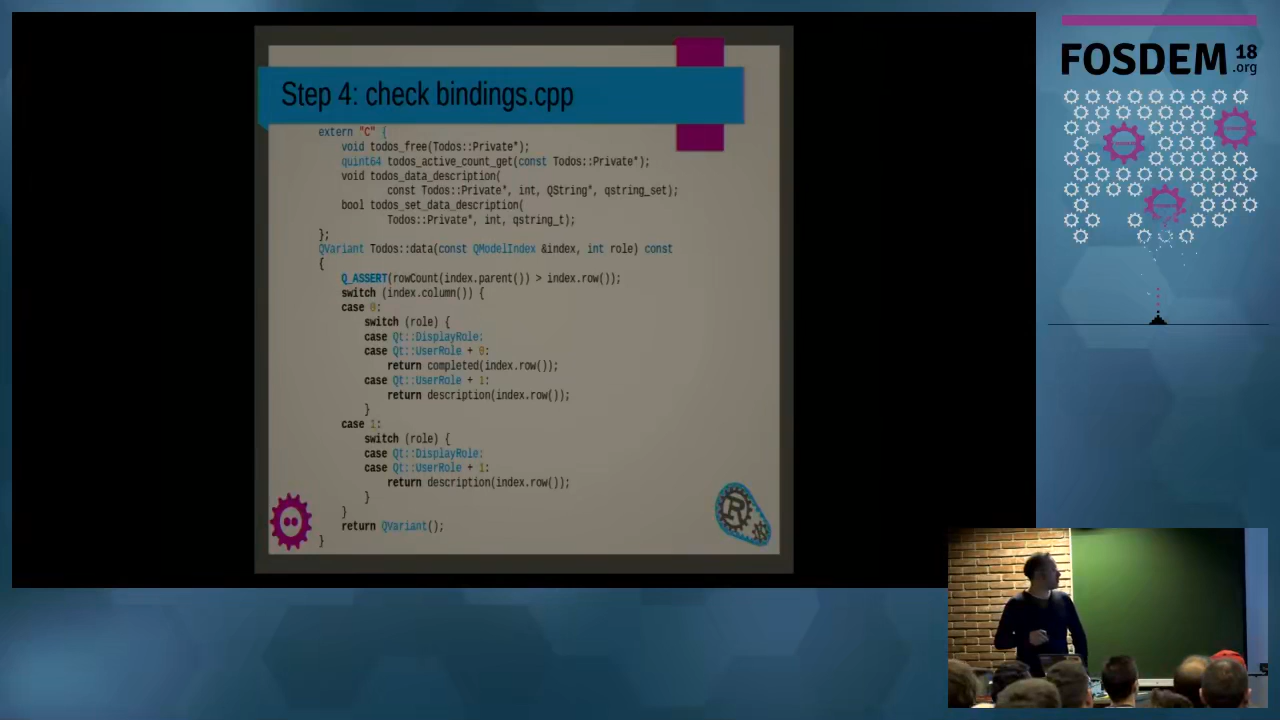 Step 4: check bindings.cpp
extern "C" {
void todos_free(Todos::Private*);
quint64 todos_active_count_get(const Todos::Private*);
void todos_data_description(
const Todos::Private*, int, QString*, qstring_set);
bool todos_set_data_description(
Todos::Private*, int, qstring_t);
};
QVariant Todos::data(const QModelIndex &index, int role) const
{
Q_ASSERT(rowCount(index.parent()) > index.row());
switch (index.column()) {
case 0:
switch (role) {
case Qt::DisplayRole:
case Qt::UserRole + 0:
return completed(index.row());
case Qt::UserRole + 1:
return description(index.row());
}
case 1:
switch (role) {
case Qt::DisplayRole:
case Qt::UserRole + 1:
return description(index.row());
}
}
return QVariant();
}
R
K
FOSDEM 18
.org